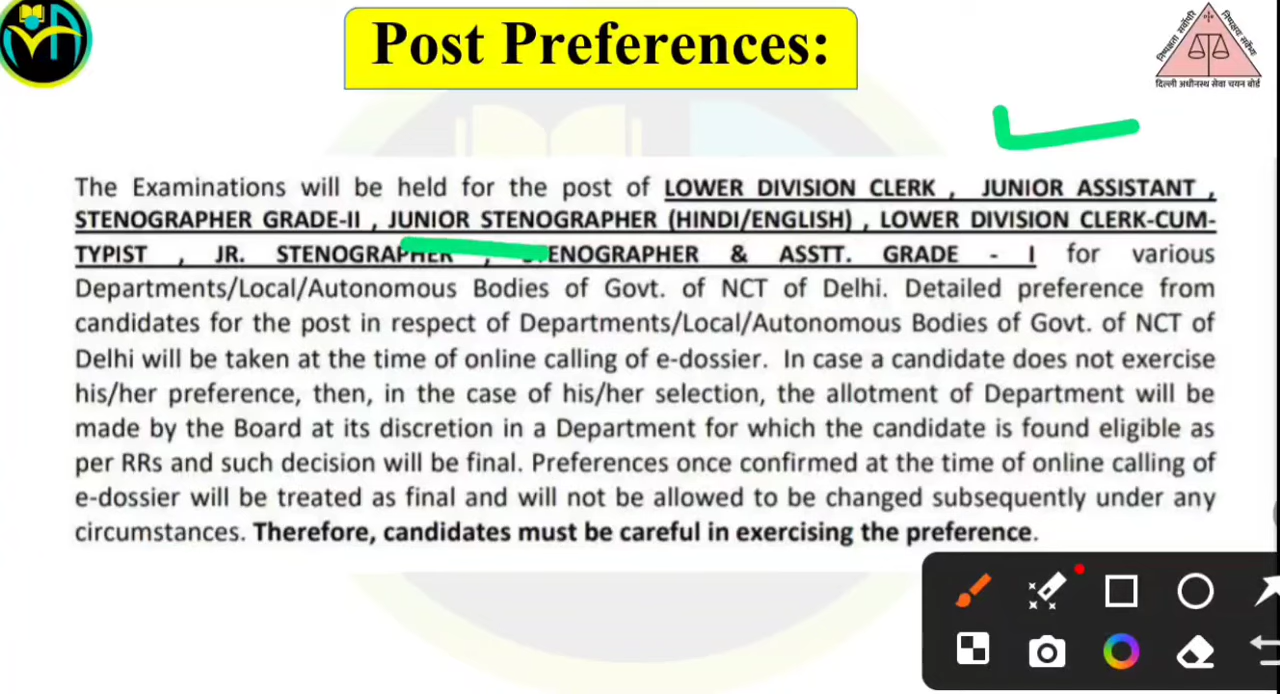 Post Preferences:
निष्पक्षता सर्वोपरि
दिल्ली अधीनस्थ सेवा चयन बोर्ड
The Examinations will be held for the post of LOWER DIVISION CLERK , JUNIOR ASSISTANT ,
STENOGRAPHER GRADE-II , JUNIOR STENOGRAPHER (HINDI/ENGLISH) , LOWER DIVISION CLERK-CUM-
TYPIST , JR. STENOGRAPHER , STENOGRAPHER & ASSTT. GRADE - I for various
Departments/Local/Autonomous Bodies of Govt. of NCT of Delhi. Detailed preference from
candidates for the post in respect of Departments/Local/Autonomous Bodies of Govt. of NCT of
Delhi will be taken at the time of online calling of e-dossier. In case a candidate does not exercise
his/her preference, then, in the case of his/her selection, the allotment of Department will be
made by the Board at its discretion in a Department for which the candidate is found eligible as
per RRs and such decision will be final. Preferences once confirmed at the time of online calling of
e-dossier will be treated as final and will not be allowed to be changed subsequently under any
circumstances. Therefore, candidates must be careful in exercising the preference.